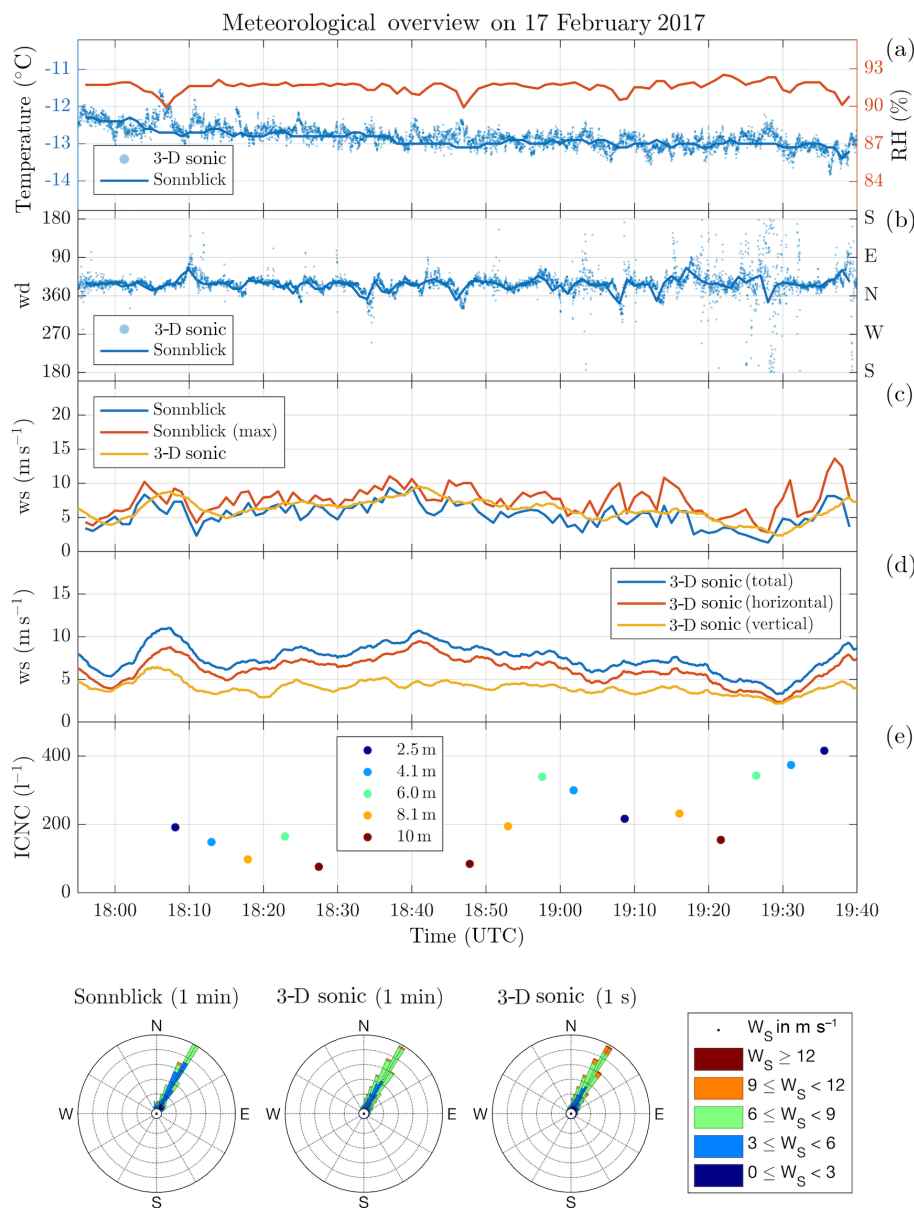 Meteorological overview on 17 February 2017
(a)
Temperature (°C)
-11
-12
-13
-14
93
90
87
84
RH (%)
3-D sonic
Sonnblick
(b)
wd
180
90
360
270
180
S
E
N
W
S
3-D sonic
Sonnblick
(c)
ws (m s⁻¹)
20
15
10
5
0
Sonnblick
Sonnblick (max)
3-D sonic
(d)
ws (m s⁻¹)
15
10
5
0
3-D sonic (total)
3-D sonic (horizontal)
3-D sonic (vertical)
(e)
ICNC (l⁻¹)
400
200
0
2.5 m
4.1 m
6.0 m
8.1 m
10 m
18:00 18:10 18:20 18:30 18:40 18:50 19:00 19:10 19:20 19:30 19:40
Time (UTC)
Sonnblick (1 min) 3-D sonic (1 min) 3-D sonic (1 s)
N N N
W E W E W E
S S S
W_S in m s⁻¹
W_S ≥ 12
9 ≤ W_S < 12
6 ≤ W_S < 9
3 ≤ W_S < 6
0 ≤ W_S < 3